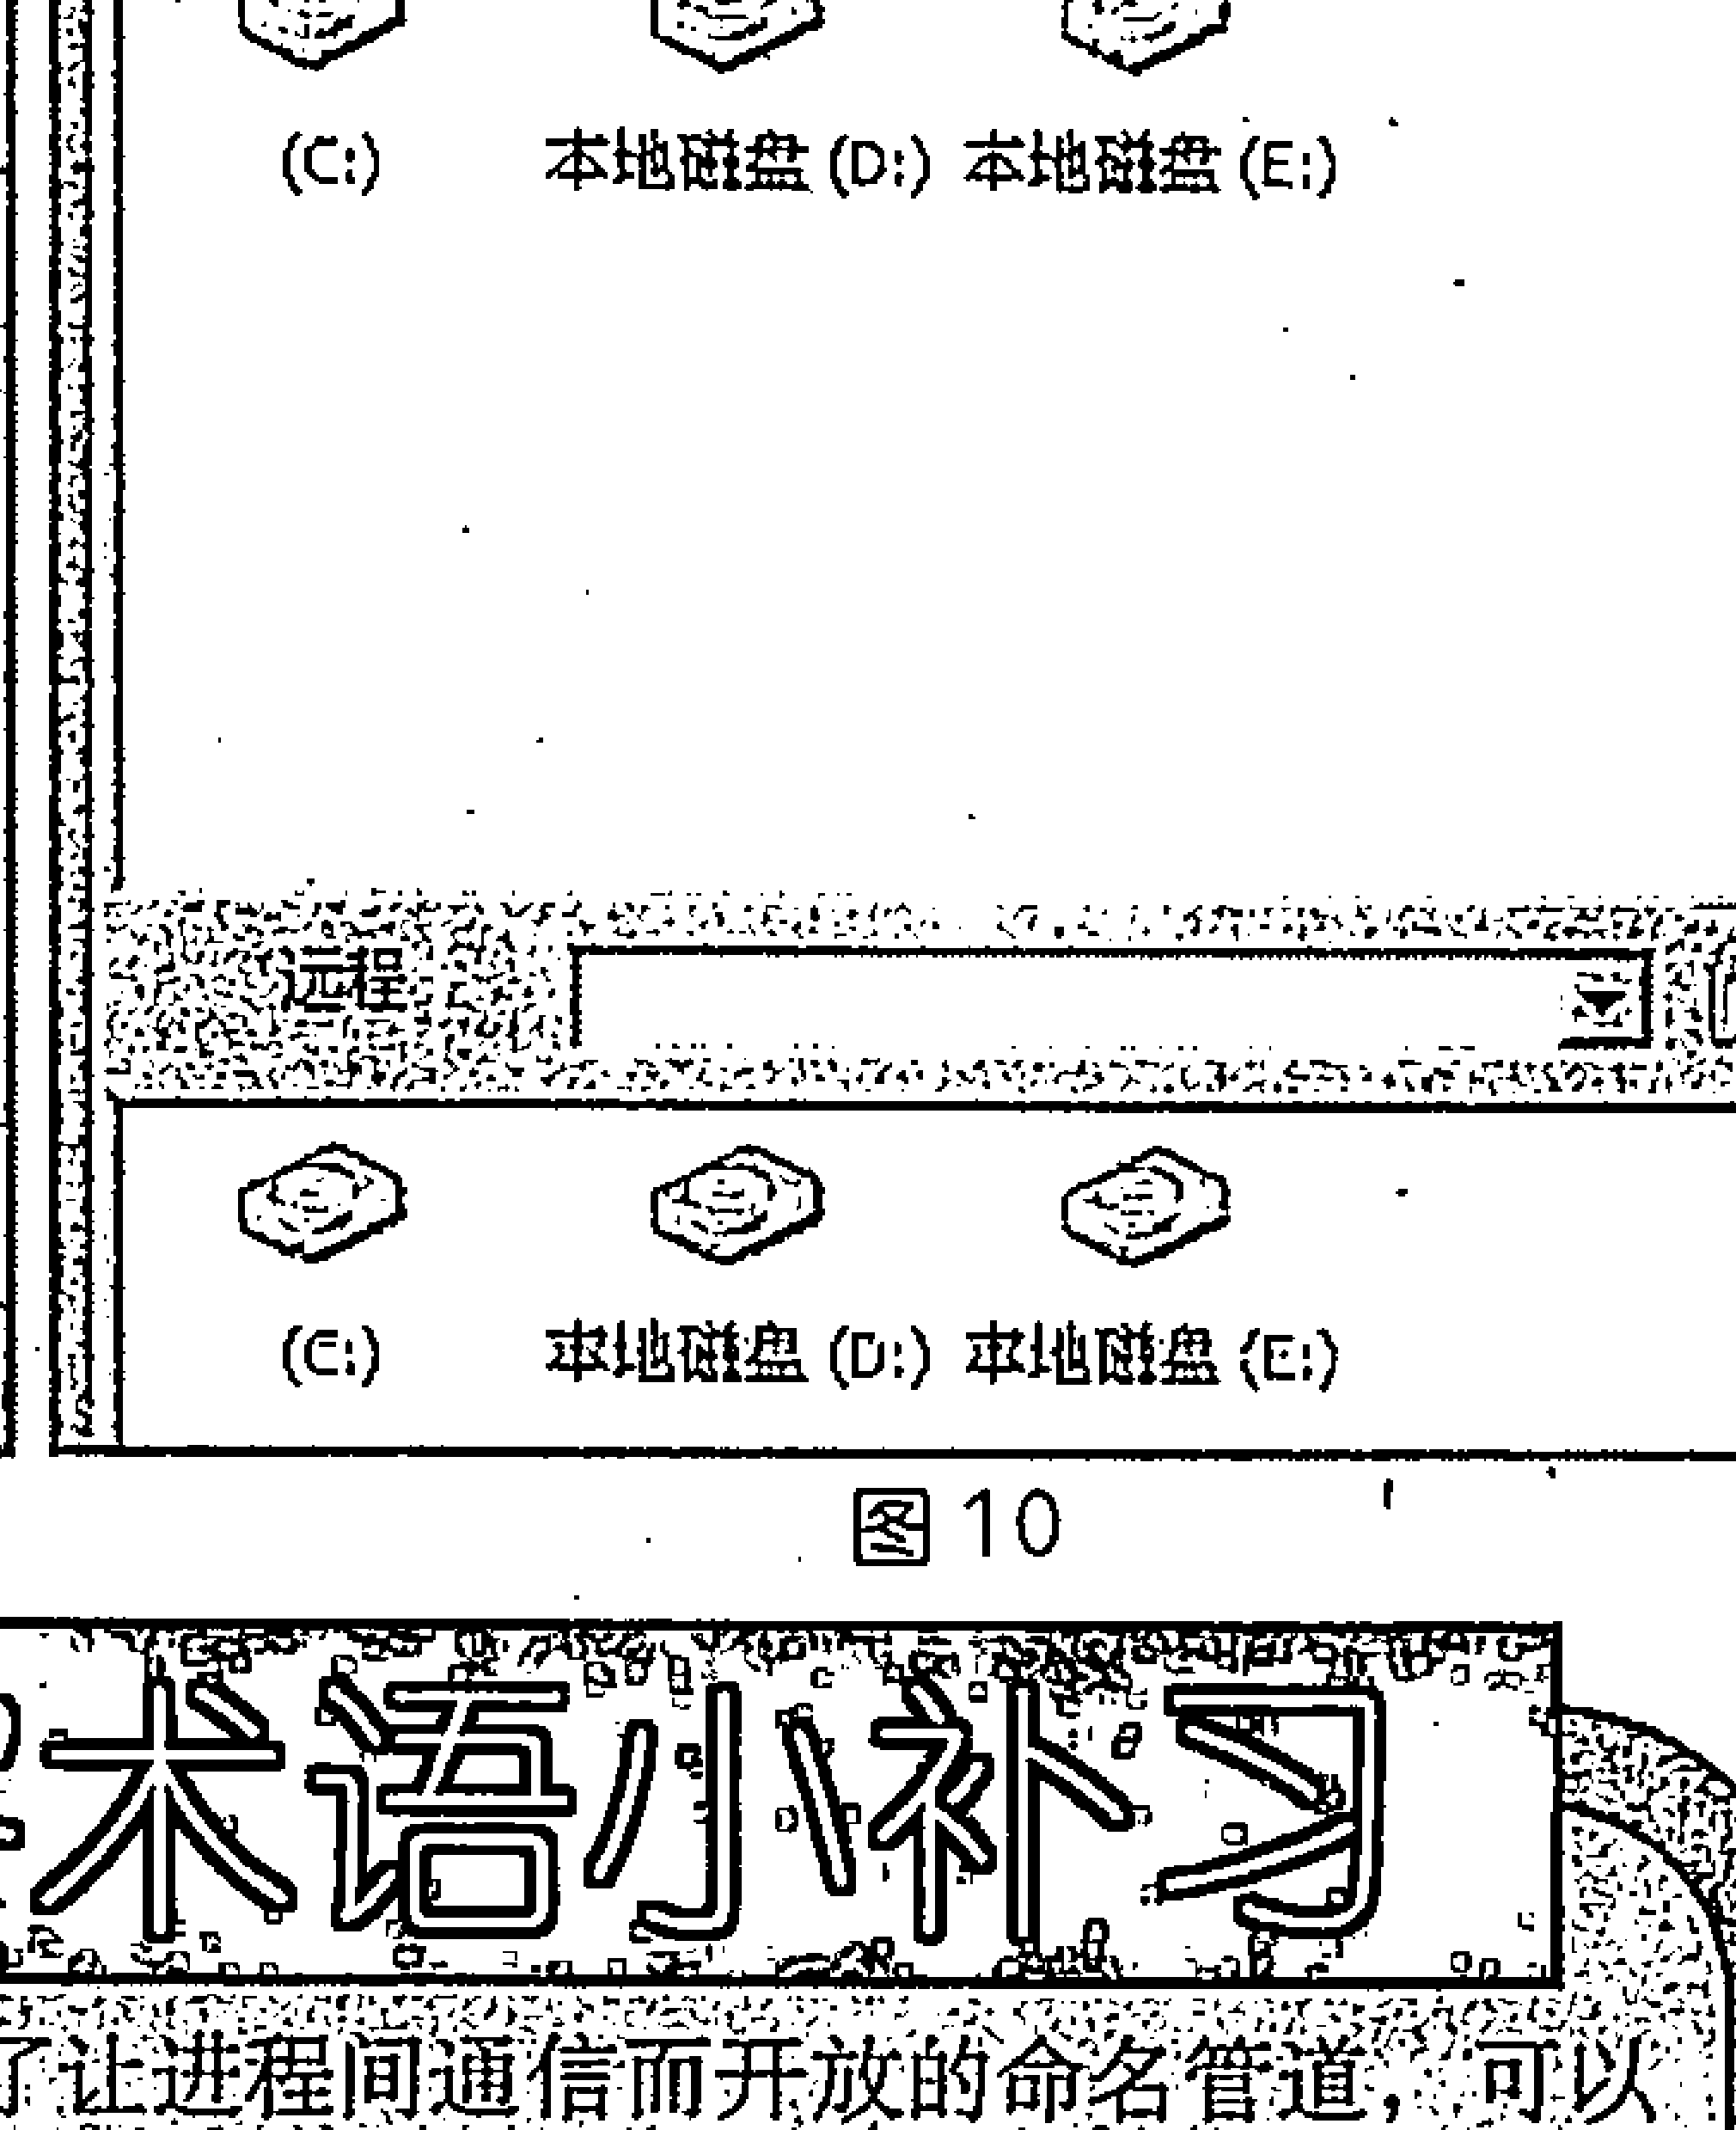 (C:) 本地磁盘 (D:) 本地磁盘 (E:)
远程
(C:) 本地磁盘 (D:) 本地磁盘 (E:)
图 10
术语小补习
了让进程间通信而开放的命名管道，可以